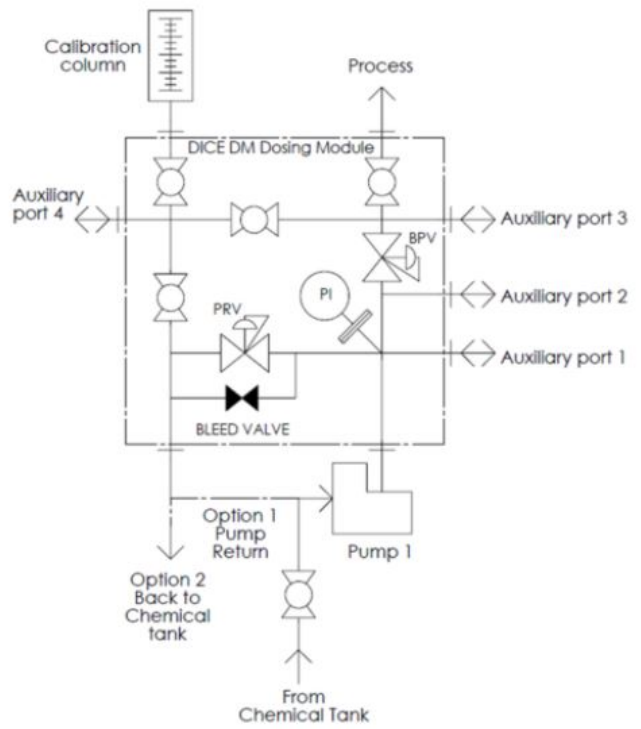 Calibration
column
Process
DICE DM Dosing Module
Auxiliary
port 4
Auxiliary port 3
BPV
PI
Auxiliary port 2
PRV
Auxiliary port 1
BLEED VALVE
Option 1
Pump
Return
Pump 1
Option 2
Back to
Chemical
tank
From
Chemical Tank